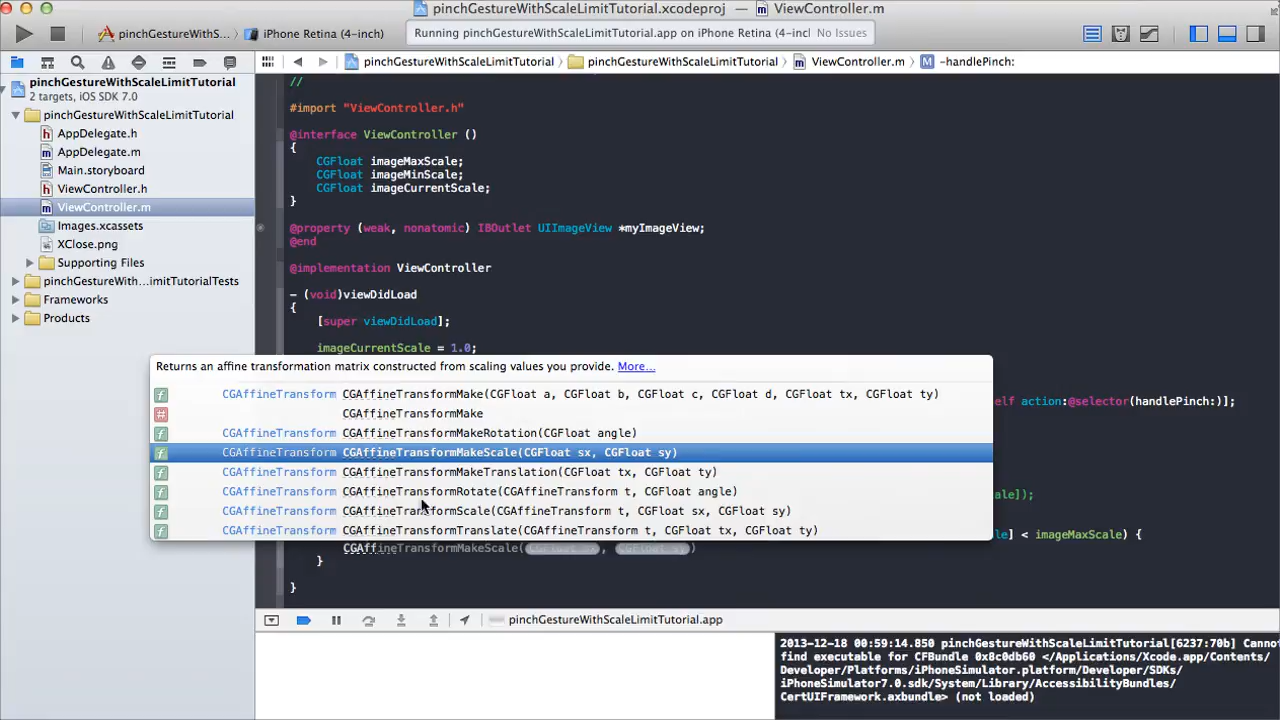 pinchGestureWithScaleLimitTutorial.xcodeproj — ViewController.m
pinchGestureWithS... iPhone Retina (4-inch)
Running pinchGestureWithScaleLimitTutorial.app on iPhone Retina (4-inch) No Issues
pinchGestureWithScaleLimitTutorial pinchGestureWithScaleLimitTutorial ViewController.m M -handlePinch:
pinchGestureWithScaleLimitTutorial
2 targets, iOS SDK 7.0
pinchGestureWithScaleLimitTutorial
h AppDelegate.h
m AppDelegate.m
Main.storyboard
h ViewController.h
m ViewController.m
Images.xcassets
XClose.png
Supporting Files
pinchGestureWith...imitTutorialTests
Frameworks
Products
//
#import "ViewController.h"
@interface ViewController ()
{
CGFloat imageMaxScale;
CGFloat imageMinScale;
CGFloat imageCurrentScale;
}
@property (weak, nonatomic) IBOutlet UIImageView *myImageView;
@end
@implementation ViewController
- (void)viewDidLoad
{
[super viewDidLoad];
imageCurrentScale = 1.0;
Returns an affine transformation matrix constructed from scaling values you provide. More...
f CGAffineTransform CGAffineTransformMake(CGFloat a, CGFloat b, CGFloat c, CGFloat d, CGFloat tx, CGFloat ty)
# CGAffineTransformMake
f CGAffineTransform CGAffineTransformMakeRotation(CGFloat angle)
f CGAffineTransform CGAffineTransformMakeScale(CGFloat sx, CGFloat sy)
f CGAffineTransform CGAffineTransformMakeTranslation(CGFloat tx, CGFloat ty)
f CGAffineTransform CGAffineTransformRotate(CGAffineTransform t, CGFloat angle)
f CGAffineTransform CGAffineTransformScale(CGAffineTransform t, CGFloat sx, CGFloat sy)
f CGAffineTransform CGAffineTransformTranslate(CGAffineTransform t, CGFloat tx, CGFloat ty)
elf action:@selector(handlePinch:)];
ale]);
le] < imageMaxScale) {
CGAffineTransformMakeScale(CGFloat sx, CGFloat sy)
}
}
pinchGestureWithScaleLimitTutorial.app
2013-12-18 00:59:14.850 pinchGestureWithScaleLimitTutorial[6237:70b] Cannot
find executable for CFBundle 0x8c0db60 </Applications/Xcode.app/Contents/
Developer/Platforms/iPhoneSimulator.platform/Developer/SDKs/
iPhoneSimulator7.0.sdk/System/Library/AccessibilityBundles/
CertUIFramework.axbundle> (not loaded)